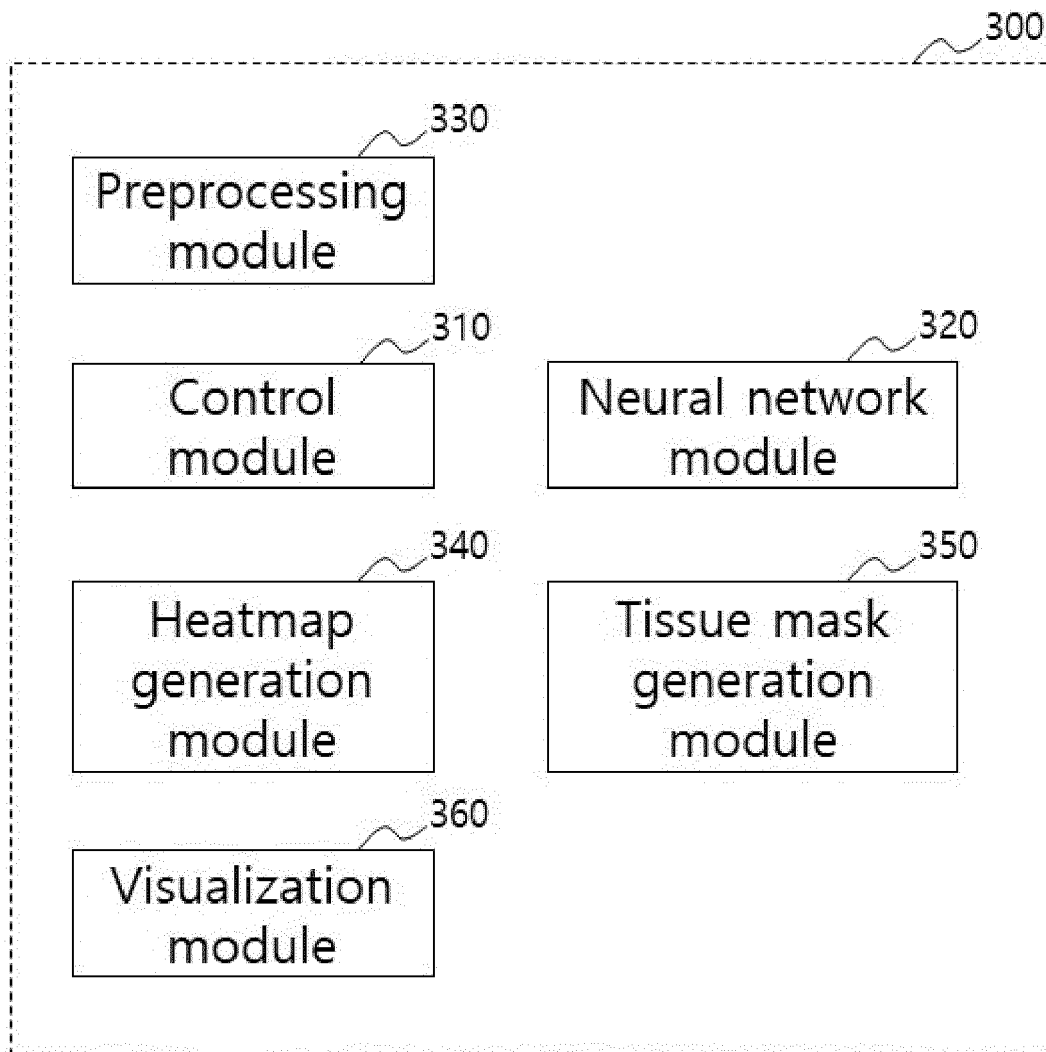 300
330
Preprocessing
module
310
Control
module
320
Neural network
module
340
Heatmap
generation
module
350
Tissue mask
generation
module
360
Visualization
module